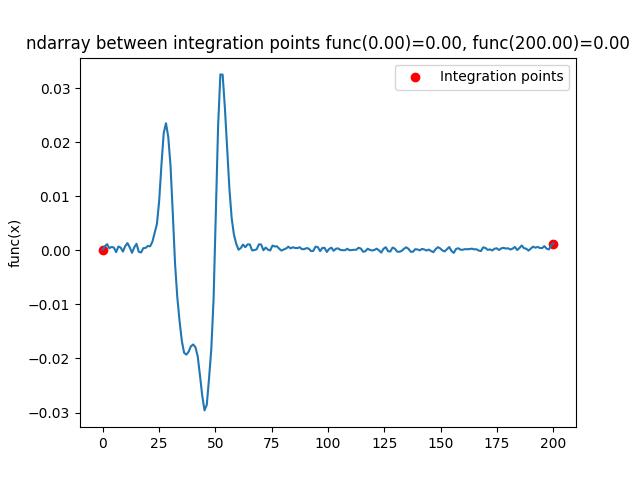 ndarray between integration points func(0.00)=0.00, func(200.00)=0.00
Integration points
func(x)
0.03
0.02
0.01
0.00
−0.01
−0.02
−0.03
0 25 50 75 100 125 150 175 200